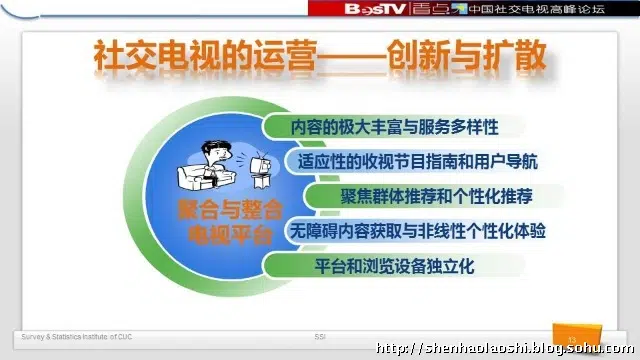 BesTV 百点 中国社交电视高峰论坛
社交电视的运营——创新与扩散
内容的极大丰富与服务多样性
适应性的收视节目指南和用户导航
聚焦群体推荐和个性化推荐
无障碍内容获取与非线性个性化体验
平台和浏览设备独立化
聚合与整合
电视平台
Survey & Statistics Institute of CUC
SSI
http://shenhaolaoshi.blog.sohu.com